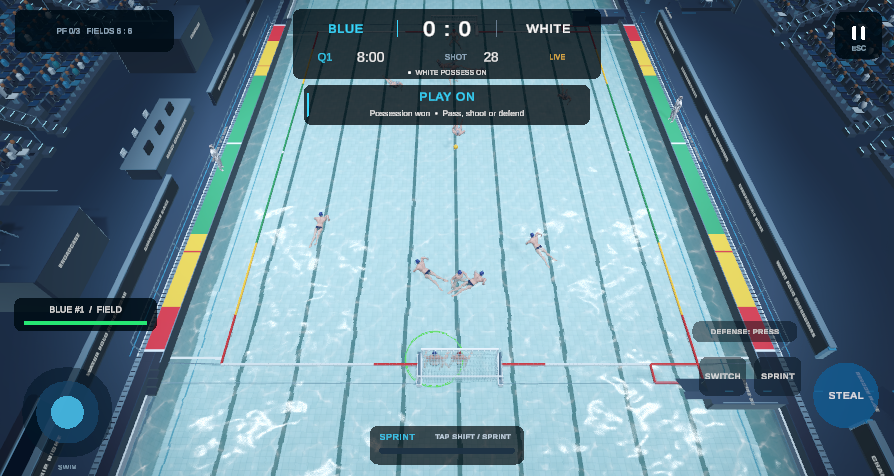 PF 0/3 FIELDS 6 : 6
BLUE 0 : 0 WHITE
Q1 8:00 SHOT 28 LIVE
• WHITE POSSESSION
PLAY ON
Possession won • Pass, shoot or defend
ESC
BROADCAST
BLUE #1 / FIELD
DEFENSE: PRESS
SWITCH SPRINT
STEAL
SPRINT TAP SHIFT / SPRINT
SWIM